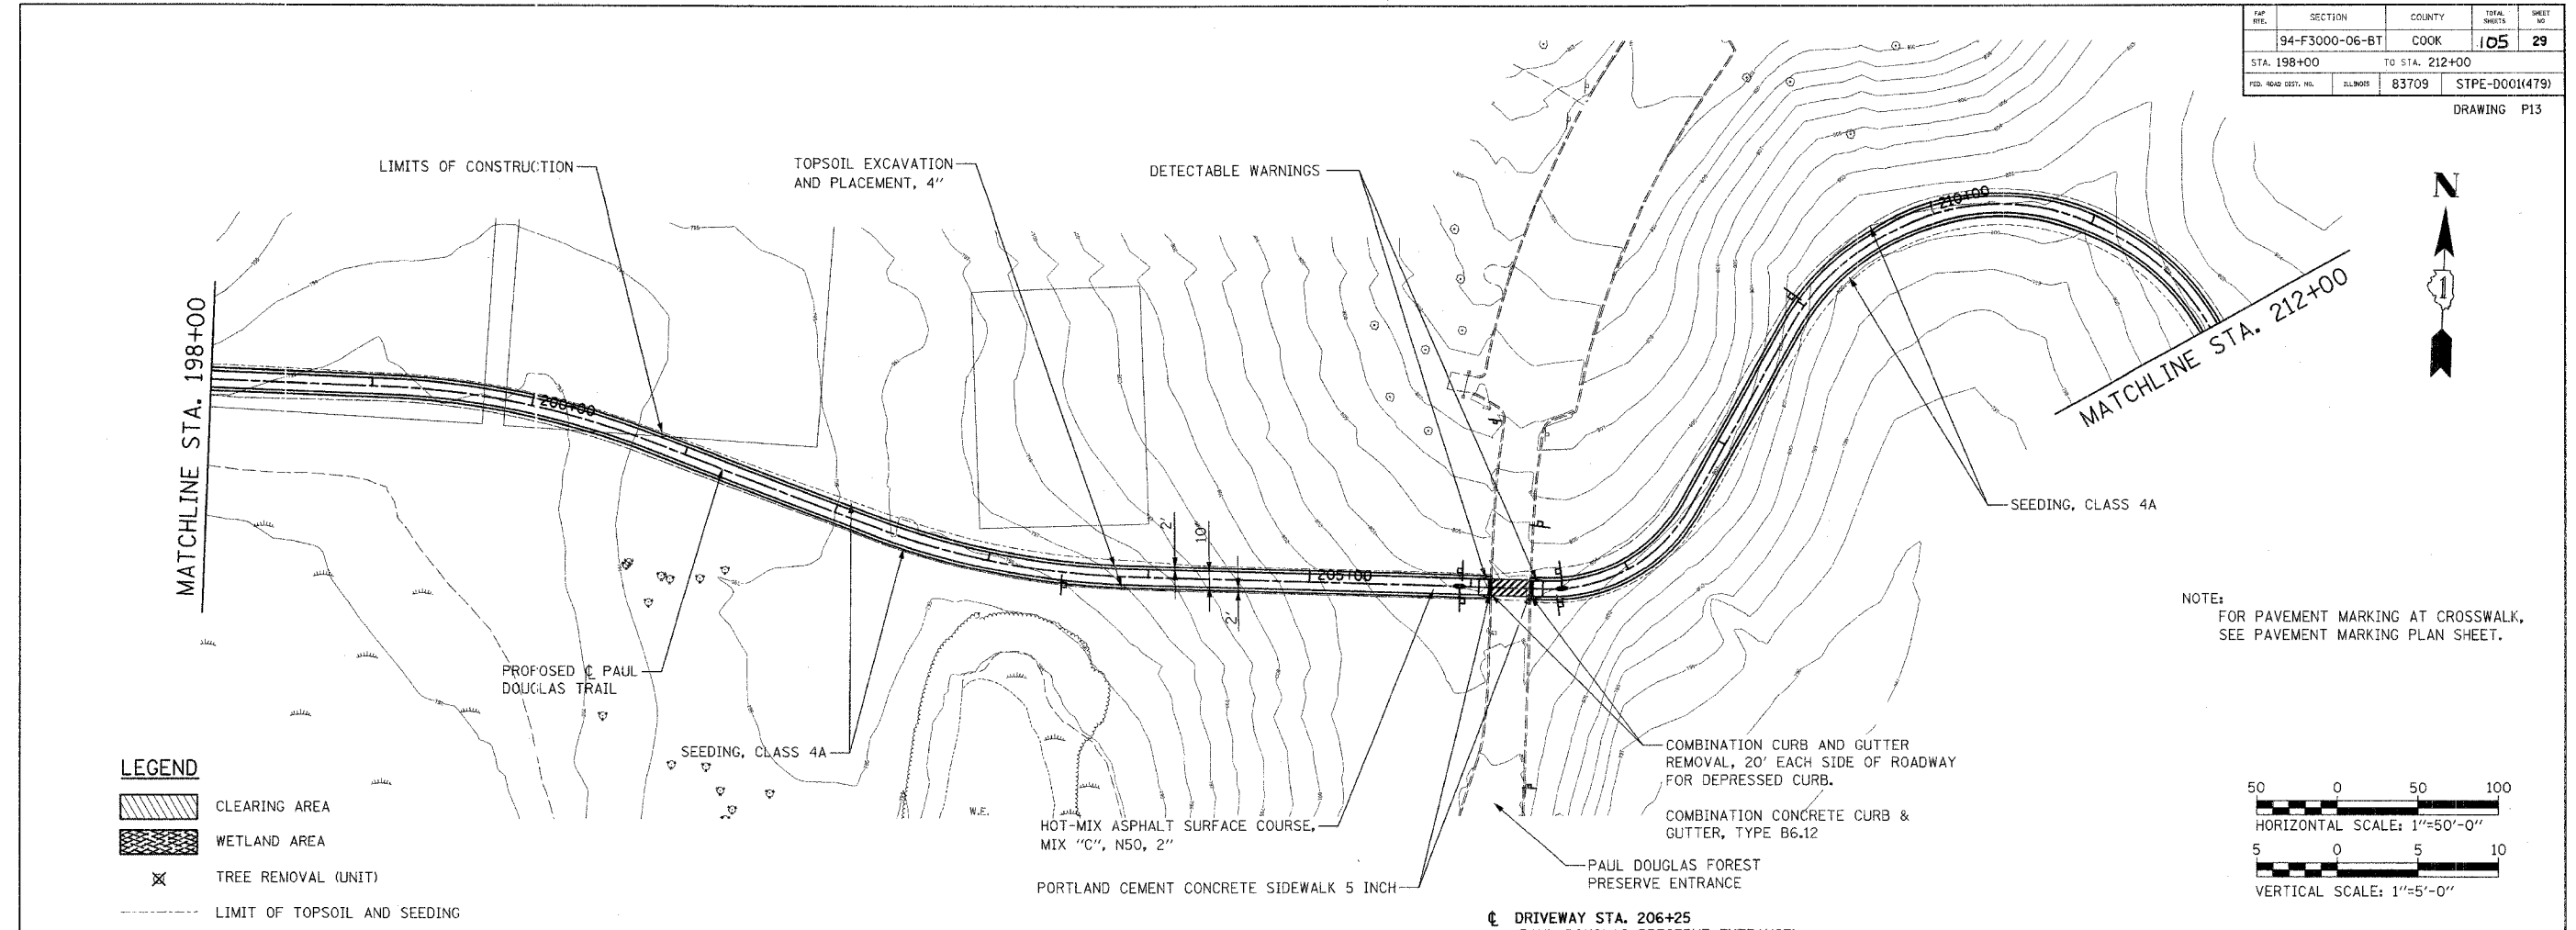 FAP RTE. SECTION COUNTY TOTAL SHEETS SHEET NO
94-F3000-06-BT COOK 105 29
STA. 198+00 TO STA. 212+00
FED. ROAD DIST. NO. ILLINOIS 83709 STPE-D001(479)
DRAWING P13
LIMITS OF CONSTRUCTION
TOPSOIL EXCAVATION
AND PLACEMENT, 4"
DETECTABLE WARNINGS
N
1
210+00
MATCHLINE STA. 198+00
MATCHLINE STA. 212+00
200+00
205+00
2'
10'
2'
SEEDING, CLASS 4A
NOTE:
FOR PAVEMENT MARKING AT CROSSWALK,
SEE PAVEMENT MARKING PLAN SHEET.
PROPOSED ℄ PAUL
DOUGLAS TRAIL
SEEDING, CLASS 4A
W.E.
HOT-MIX ASPHALT SURFACE COURSE,
MIX "C", N50, 2"
PORTLAND CEMENT CONCRETE SIDEWALK 5 INCH
COMBINATION CURB AND GUTTER
REMOVAL, 20' EACH SIDE OF ROADWAY
FOR DEPRESSED CURB.
COMBINATION CONCRETE CURB &
GUTTER, TYPE B6.12
PAUL DOUGLAS FOREST
PRESERVE ENTRANCE
℄ DRIVEWAY STA. 206+25
LEGEND
CLEARING AREA
WETLAND AREA
TREE REMOVAL (UNIT)
LIMIT OF TOPSOIL AND SEEDING
50 0 50 100
HORIZONTAL SCALE: 1"=50'-0"
5 0 5 10
VERTICAL SCALE: 1"=5'-0"